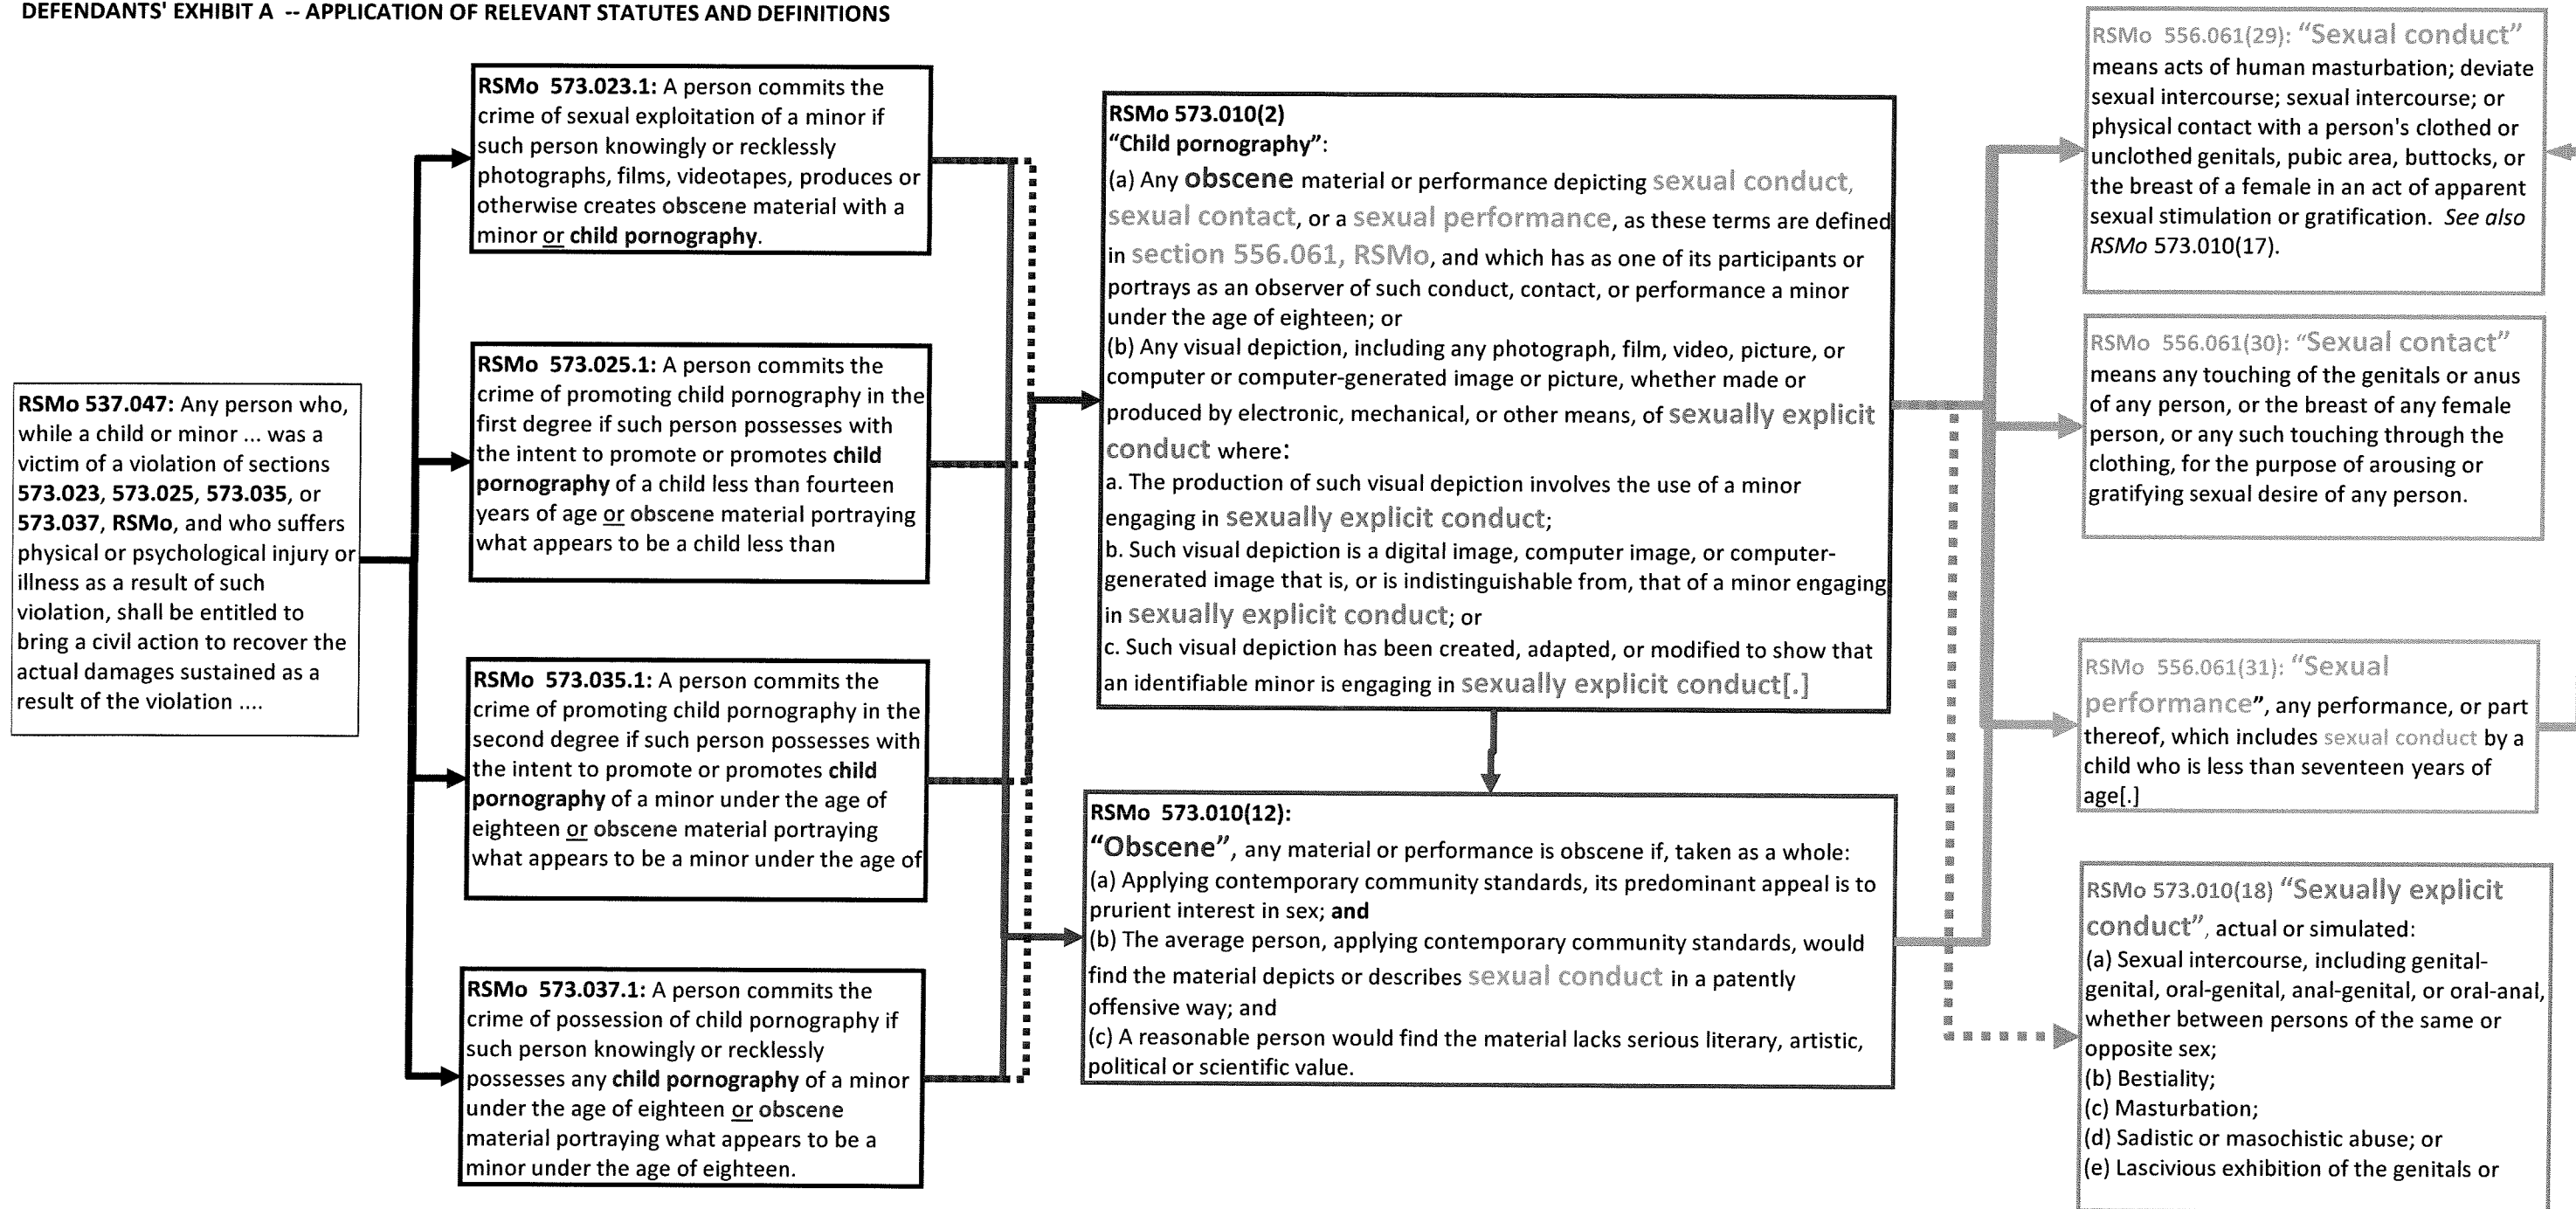 DEFENDANTS' EXHIBIT A -- APPLICATION OF RELEVANT STATUTES AND DEFINITIONS
RSMo 537.047: Any person who,
while a child or minor ... was a
victim of a violation of sections
573.023, 573.025, 573.035, or
573.037, RSMo, and who suffers
physical or psychological injury or
illness as a result of such
violation, shall be entitled to
bring a civil action to recover the
actual damages sustained as a
result of the violation ....
RSMo 573.023.1: A person commits the
crime of sexual exploitation of a minor if
such person knowingly or recklessly
photographs, films, videotapes, produces or
otherwise creates obscene material with a
minor or child pornography.
RSMo 573.025.1: A person commits the
crime of promoting child pornography in the
first degree if such person possesses with
the intent to promote or promotes child
pornography of a child less than fourteen
years of age or obscene material portraying
what appears to be a child less than
RSMo 573.035.1: A person commits the
crime of promoting child pornography in the
second degree if such person possesses with
the intent to promote or promotes child
pornography of a minor under the age of
eighteen or obscene material portraying
what appears to be a minor under the age of
RSMo 573.037.1: A person commits the
crime of possession of child pornography if
such person knowingly or recklessly
possesses any child pornography of a minor
under the age of eighteen or obscene
material portraying what appears to be a
minor under the age of eighteen.
RSMo 573.010(2)
"Child pornography":
(a) Any obscene material or performance depicting sexual conduct,
sexual contact, or a sexual performance, as these terms are defined
in section 556.061, RSMo, and which has as one of its participants or
portrays as an observer of such conduct, contact, or performance a minor
under the age of eighteen; or
(b) Any visual depiction, including any photograph, film, video, picture, or
computer or computer-generated image or picture, whether made or
produced by electronic, mechanical, or other means, of sexually explicit
conduct where:
a. The production of such visual depiction involves the use of a minor
engaging in sexually explicit conduct;
b. Such visual depiction is a digital image, computer image, or computer-
generated image that is, or is indistinguishable from, that of a minor engaging
in sexually explicit conduct; or
c. Such visual depiction has been created, adapted, or modified to show that
an identifiable minor is engaging in sexually explicit conduct[.]
RSMo 573.010(12):
"Obscene", any material or performance is obscene if, taken as a whole:
(a) Applying contemporary community standards, its predominant appeal is to
prurient interest in sex; and
(b) The average person, applying contemporary community standards, would
find the material depicts or describes sexual conduct in a patently
offensive way; and
(c) A reasonable person would find the material lacks serious literary, artistic,
political or scientific value.
RSMo 556.061(29): "Sexual conduct"
means acts of human masturbation; deviate
sexual intercourse; sexual intercourse; or
physical contact with a person's clothed or
unclothed genitals, pubic area, buttocks, or
the breast of a female in an act of apparent
sexual stimulation or gratification. See also
RSMo 573.010(17).
RSMo 556.061(30): "Sexual contact"
means any touching of the genitals or anus
of any person, or the breast of any female
person, or any such touching through the
clothing, for the purpose of arousing or
gratifying sexual desire of any person.
RSMo 556.061(31): "Sexual
performance", any performance, or part
thereof, which includes sexual conduct by a
child who is less than seventeen years of
age[.]
RSMo 573.010(18) "Sexually explicit
conduct", actual or simulated:
(a) Sexual intercourse, including genital-
genital, oral-genital, anal-genital, or oral-anal,
whether between persons of the same or
opposite sex;
(b) Bestiality;
(c) Masturbation;
(d) Sadistic or masochistic abuse; or
(e) Lascivious exhibition of the genitals or